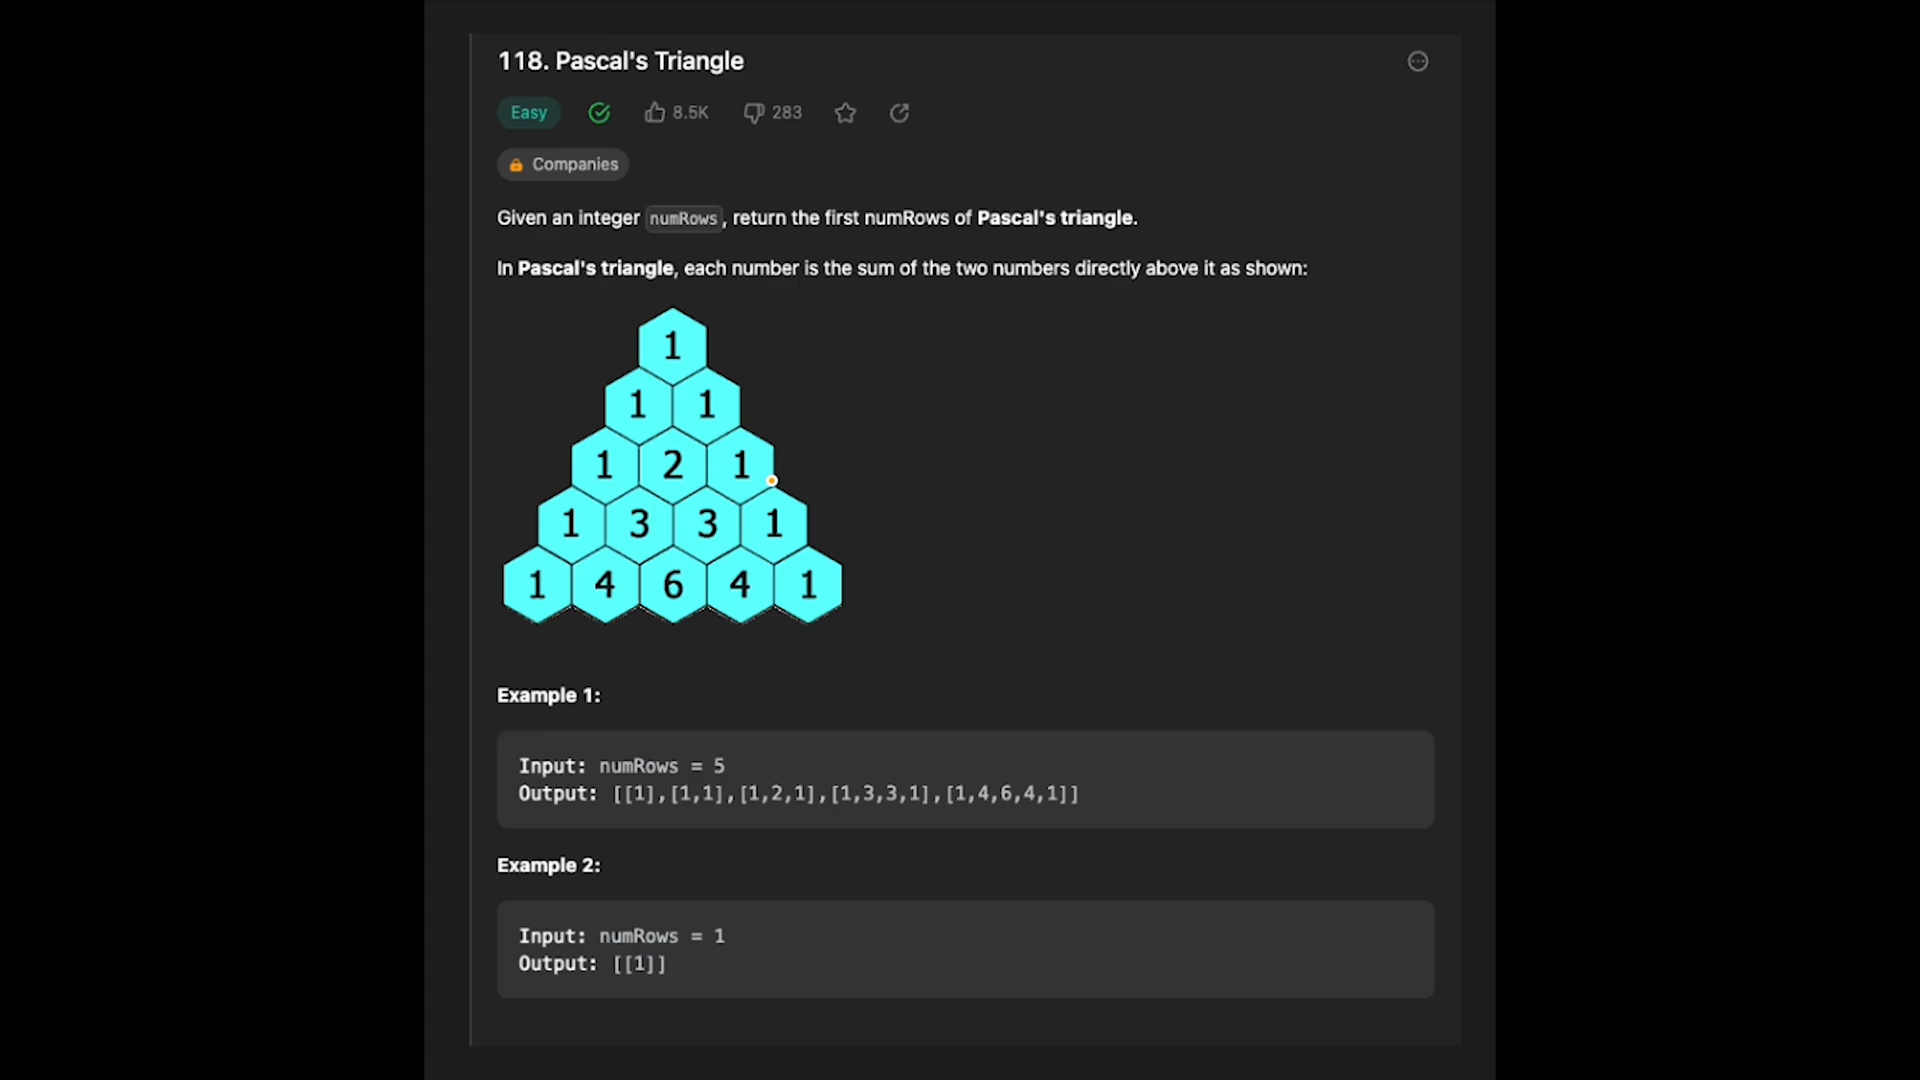 118. Pascal's Triangle
Easy 8.5K 283
Companies
Given an integer numRows, return the first numRows of Pascal's triangle.
In Pascal's triangle, each number is the sum of the two numbers directly above it as shown:
1
1 1
1 2 1
1 3 3 1
1 4 6 4 1
Example 1:
Input: numRows = 5
Output: [[1],[1,1],[1,2,1],[1,3,3,1],[1,4,6,4,1]]
Example 2:
Input: numRows = 1
Output: [[1]]